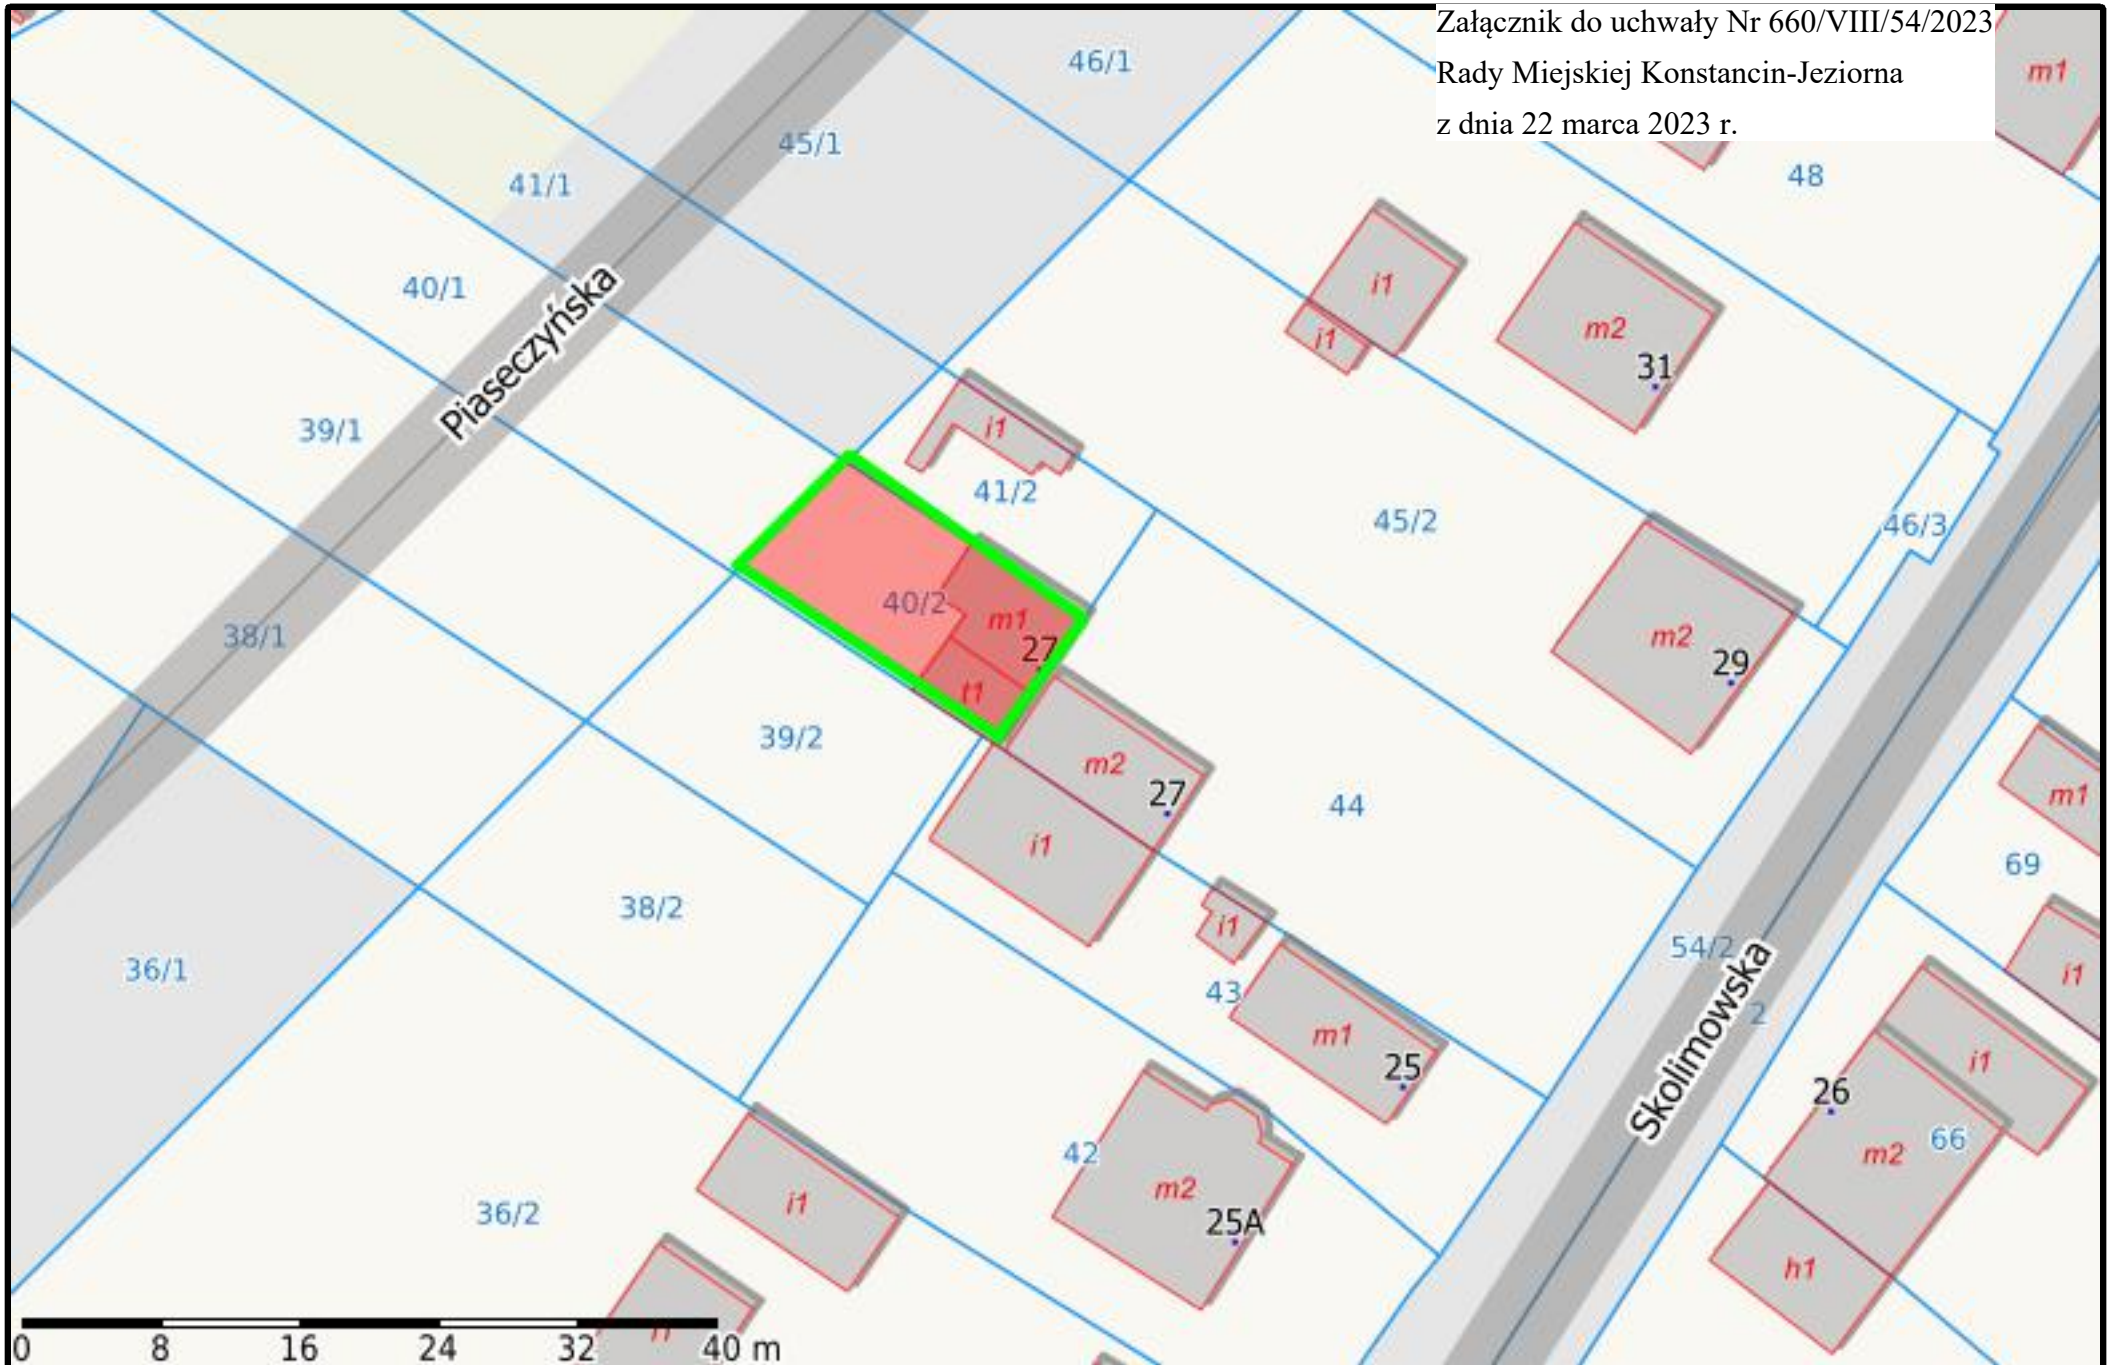 Załącznik do uchwały Nr 660/VIII/54/2023
Rady Miejskiej Konstancin-Jeziorna
z dnia 22 marca 2023 r.
46/1
m1
45/1
48
41/1
i1
40/1
i1
m2
31
Piaseczyńska
39/1
i1
41/2
45/2
46/3
40/2
m1
27
m2
29
38/1
t1
39/2
m2
27
44
m1
i1
69
38/2
i1
54/2
36/1
43
i1
2
m1
25
Skolimowska
i1
26
66
42
m2
m2
i1
36/2
25A
h1
0 8 16 24 32 40 m